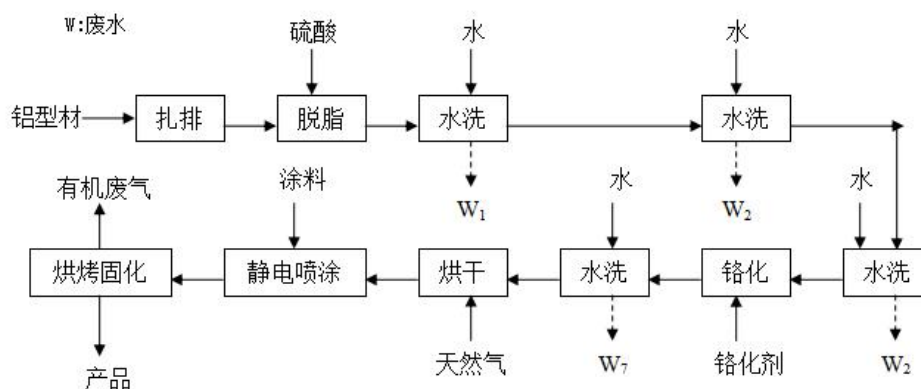 W:废水
硫酸
水
水
铝型材
扎排
脱脂
水洗
水洗
W1
W2
有机废气
涂料
水
水
烘烤固化
静电喷涂
烘干
水洗
铬化
水洗
产品
天然气
W7
铬化剂
W2